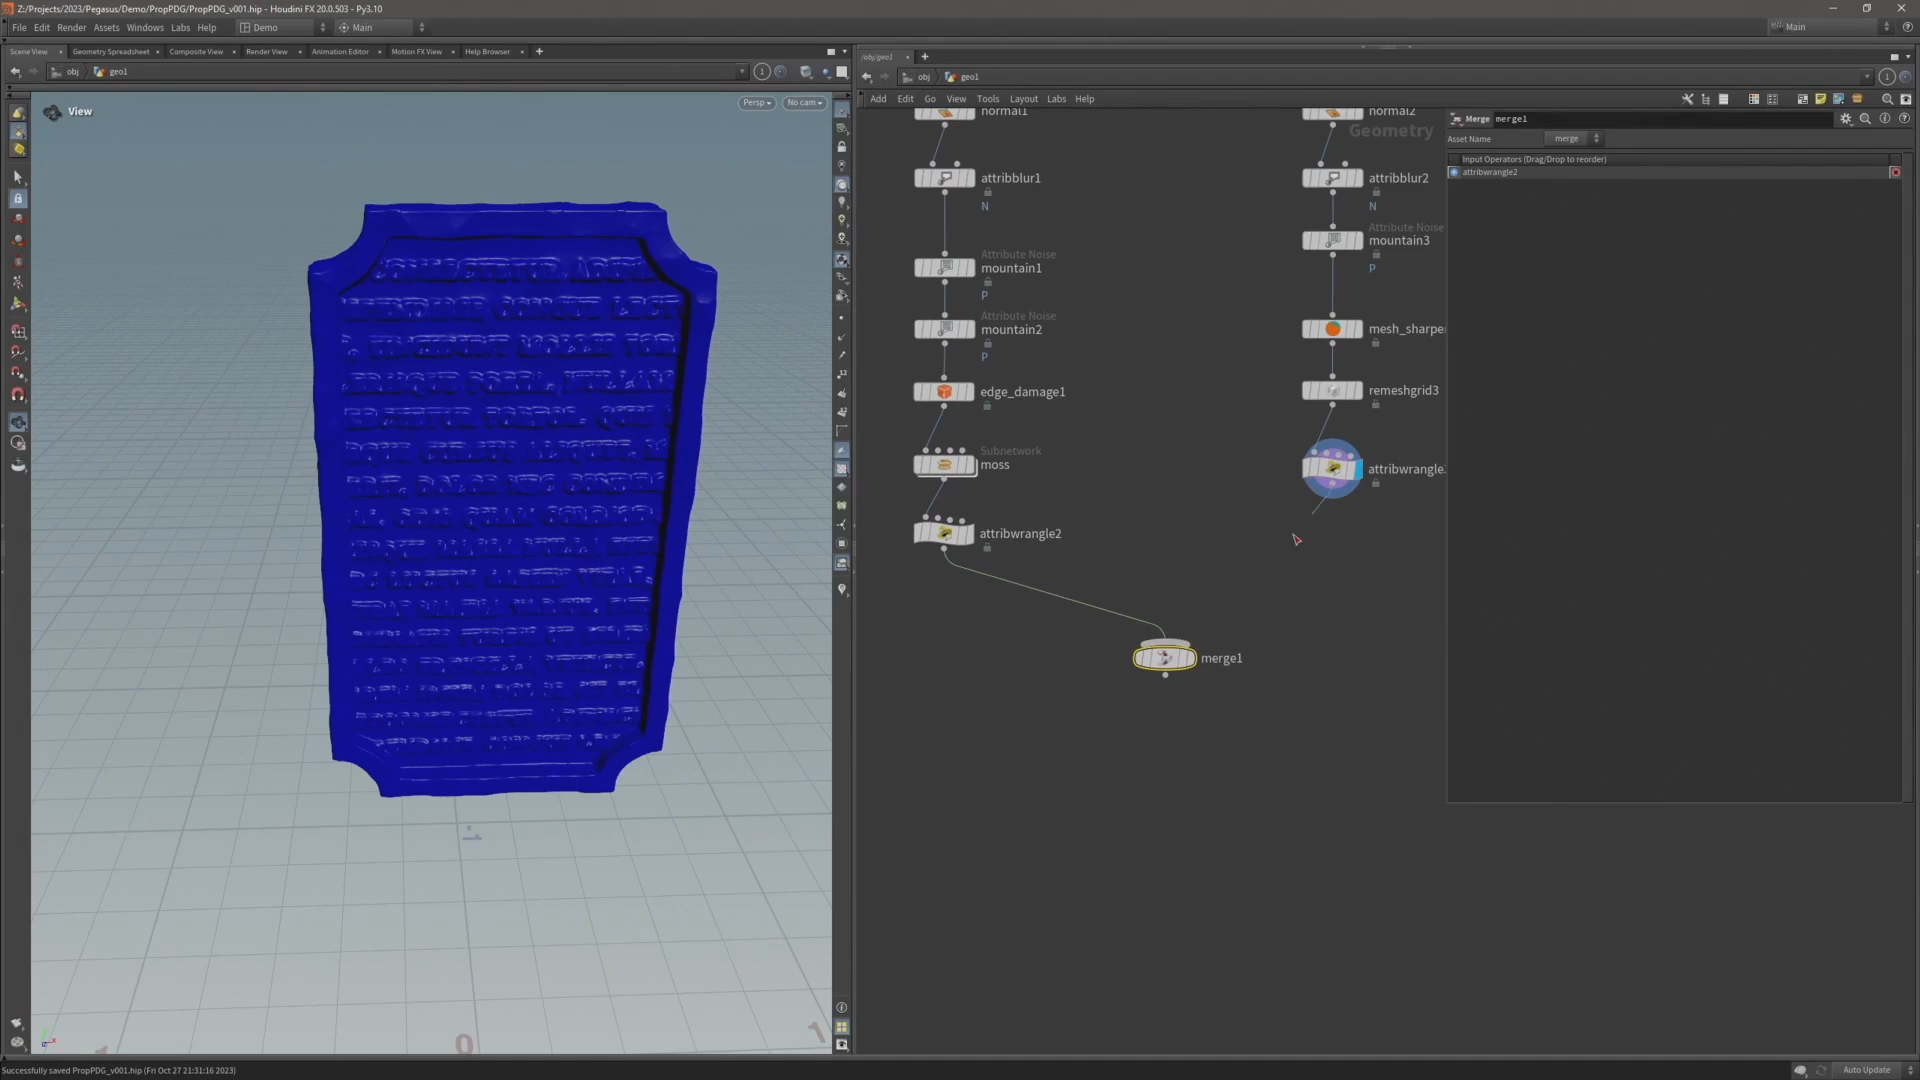 Z:/Projects/2023/Pegasus/Demo/PropPDG/PropPDG_v001.hip - Houdini FX 20.0.503 - Py3.10
File Edit Render Assets Windows Labs Help
Demo
Main
Main
Scene View
Geometry Spreadsheet
Composite View
Render View
Animation Editor
Motion FX View
Help Browser
obj
geo1
View
Persp
No cam
/obj/geo1
obj
geo1
Add Edit Go View Tools Layout Labs Help
normal1
normal2
Geometry
attribblur1
N
attribblur2
N
Attribute Noise
mountain3
P
Attribute Noise
mountain1
P
Attribute Noise
mountain2
P
mesh_sharpe
edge_damage1
remeshgrid3
Subnetwork
moss
attribwrangle
attribwrangle2
merge1
Merge merge1
Asset Name merge
Input Operators (Drag/Drop to reorder)
attribwrangle2
0
1
Successfully saved PropPDG_v001.hip (Fri Oct 27 21:31:16 2023)
Auto Update